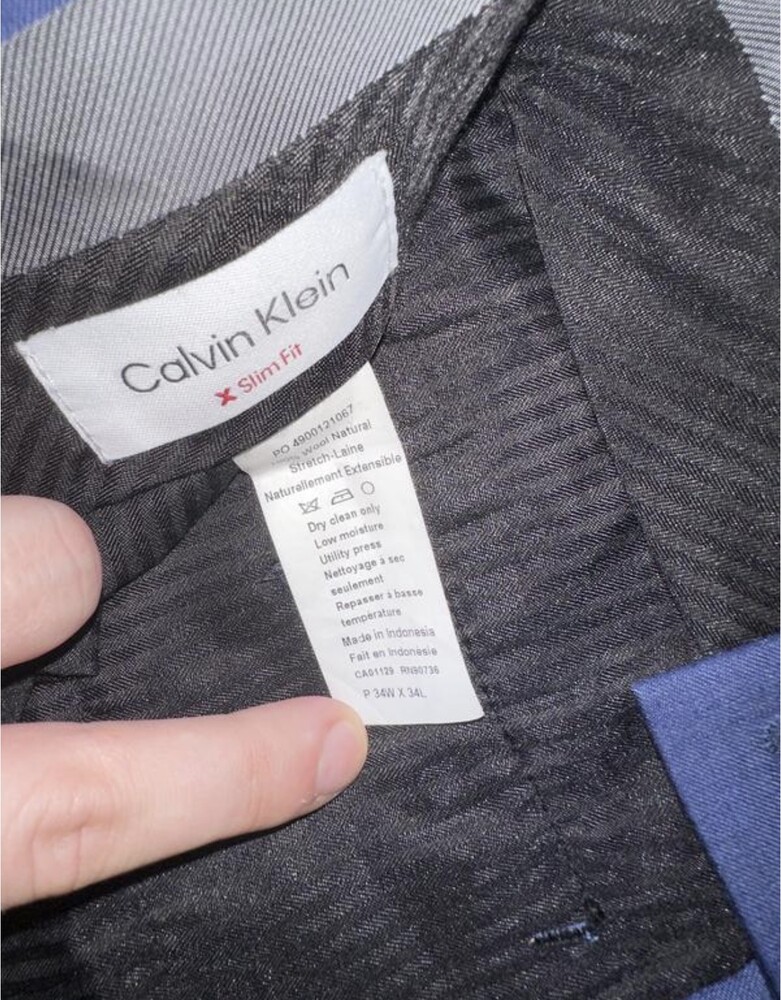 Calvin Klein
X Slim Fit
PO 4900121067
100% Wool Natural
Stretch-Laine
Naturellement Extensible
Dry clean only
Low moisture
Utility press
Nettoyage à sec
seulement
Repasser à basse
température
Made in Indonesia
Fait en Indonésie
CA01129 RN90736
P 34W X 34L